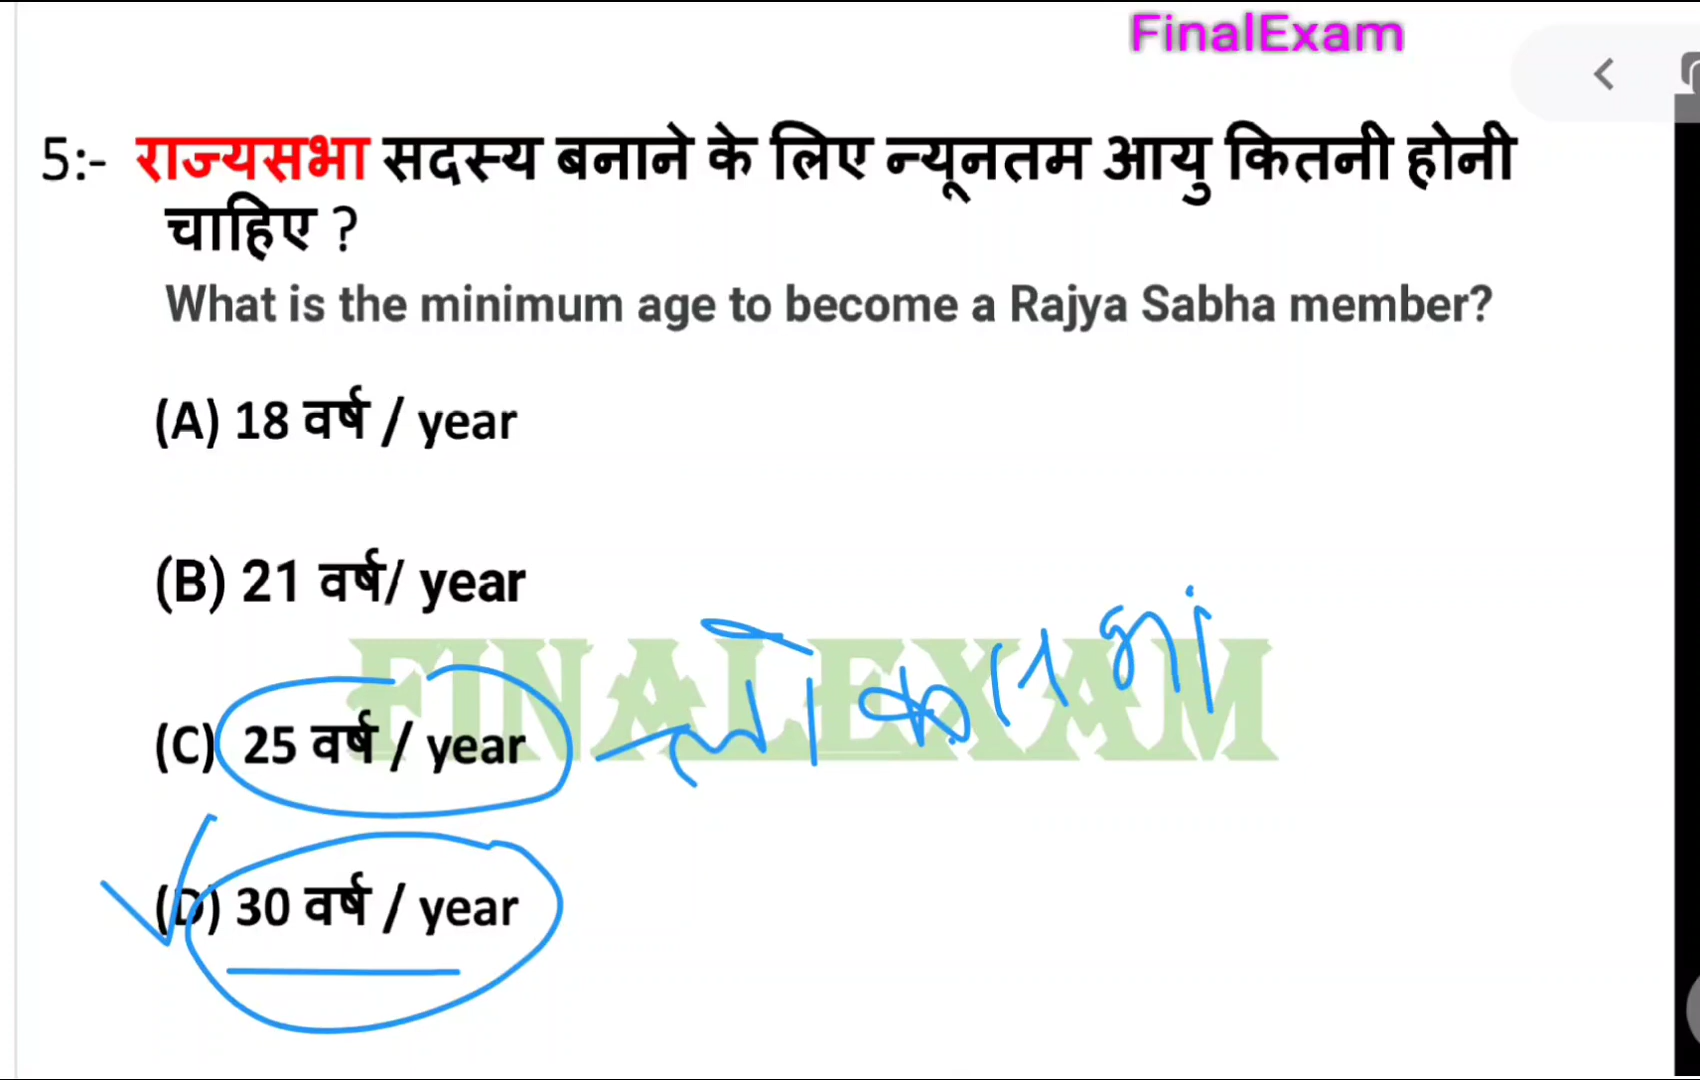 FinalExam
5:- राज्यसभा सदस्य बनाने के लिए न्यूनतम आयु कितनी होनी
चाहिए ?
What is the minimum age to become a Rajya Sabha member?
(A) 18 वर्ष / year
(B) 21 वर्ष/ year
FINALEXAM
(C) 25 वर्ष / year
(D) 30 वर्ष / year